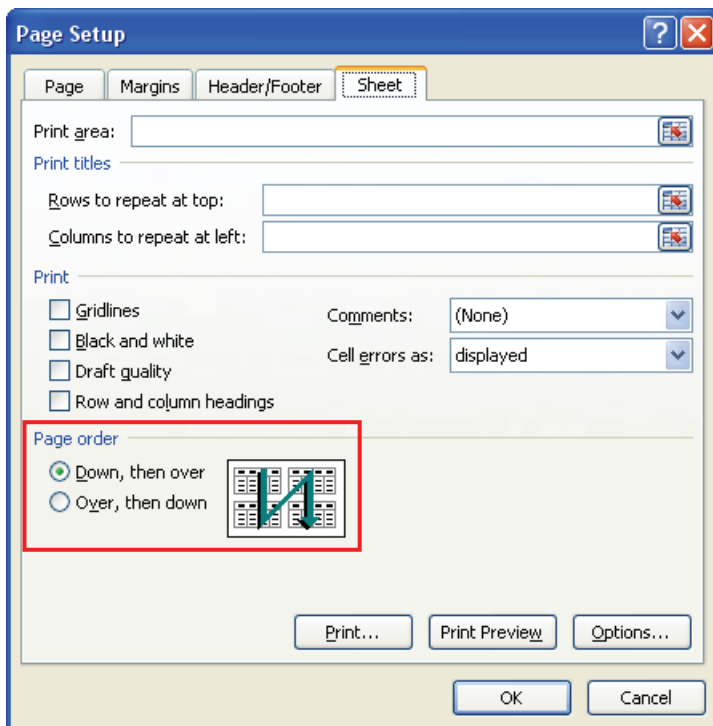 Page Setup
Page Margins Header/Footer Sheet
Print area:
Print titles
Rows to repeat at top:
Columns to repeat at left:
Print
Gridlines
Comments: (None)
Black and white
Cell errors as: displayed
Draft quality
Row and column headings
Page order
Down, then over
Over, then down
Print... Print Preview Options...
OK Cancel